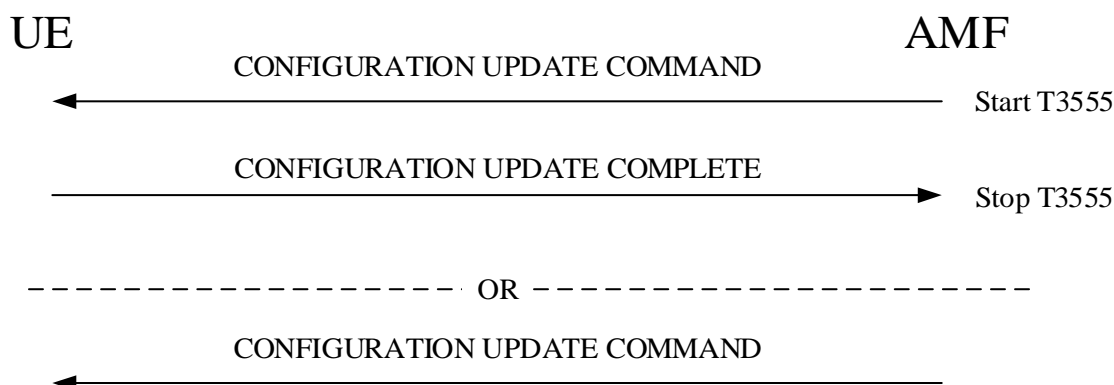 UE AMF
CONFIGURATION UPDATE COMMAND
Start T3555
CONFIGURATION UPDATE COMPLETE
Stop T3555
OR
CONFIGURATION UPDATE COMMAND